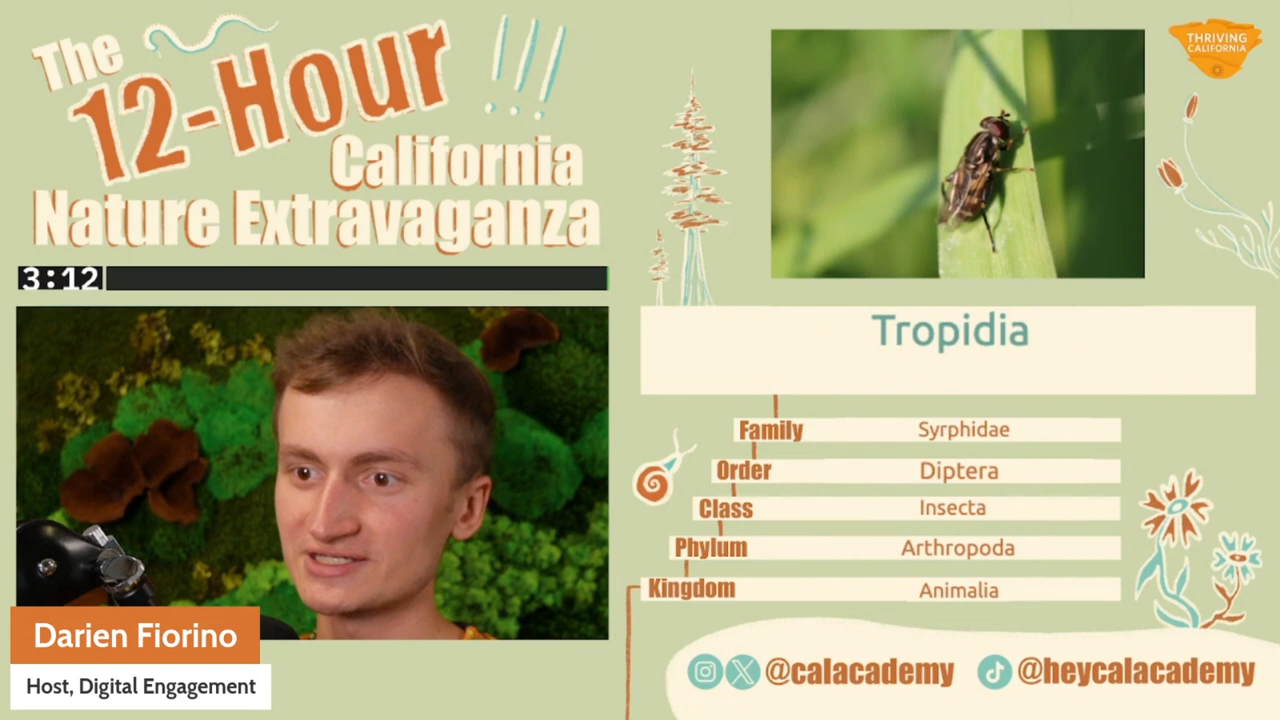 The
12-Hour !!!
California
Nature Extravaganza
3:12
Darien Fiorino
Host, Digital Engagement
THRIVING
CALIFORNIA
Tropidia
Family Syrphidae
Order Diptera
Class Insecta
Phylum Arthropoda
Kingdom Animalia
@calacademy @heycalacademy